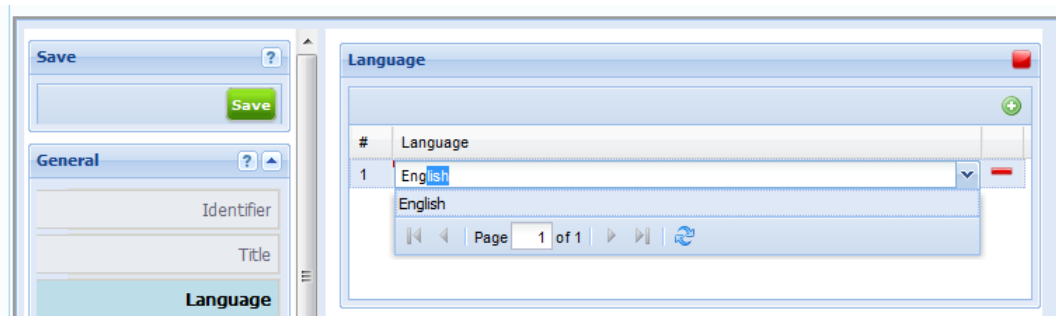 Save ?
Save
General ?
Identifier
Title
Language
Language
# Language
1 English
English
Page 1 of 1